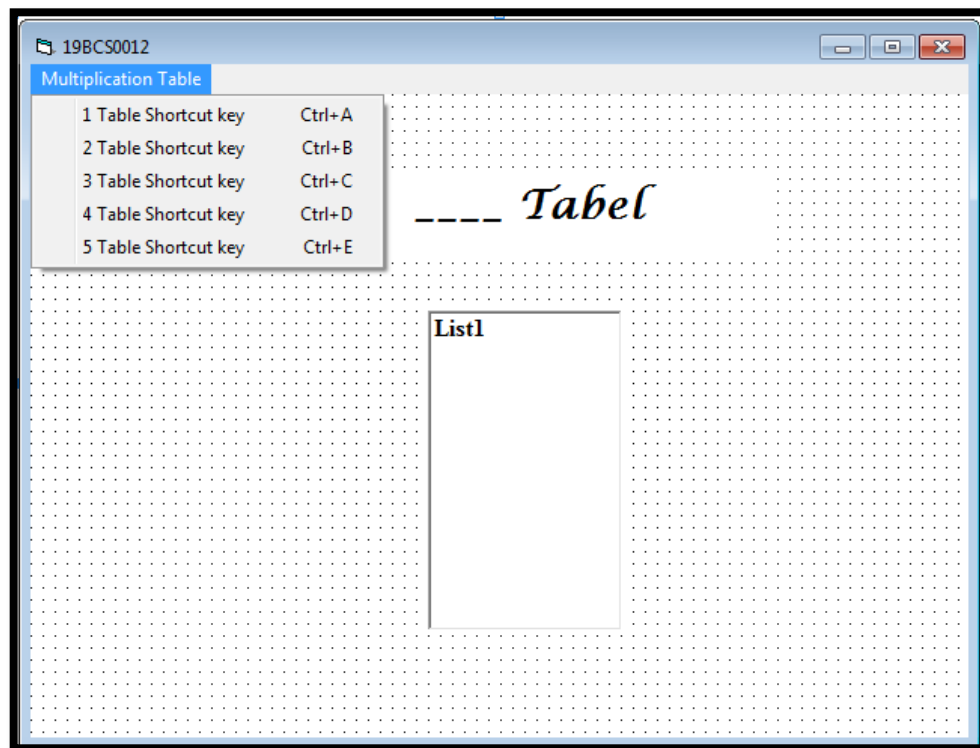 19BCS0012
Multiplication Table
1 Table Shortcut key Ctrl+A
2 Table Shortcut key Ctrl+B
3 Table Shortcut key Ctrl+C
4 Table Shortcut key Ctrl+D
5 Table Shortcut key Ctrl+E
____ Tabel
List1